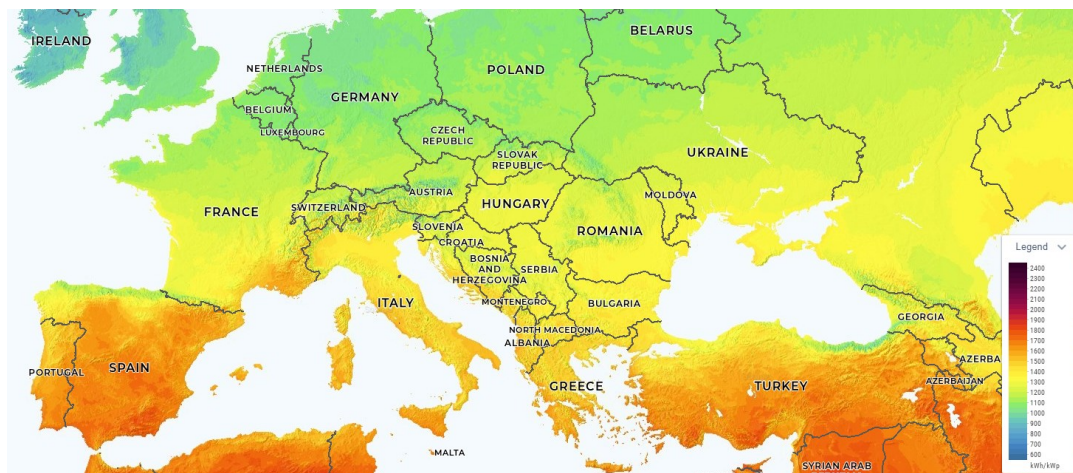 IRELAND
BELARUS
NETHERLANDS
POLAND
GERMANY
BELGIUM
LUXEMBOURG
CZECH
REPUBLIC
UKRAINE
SLOVAK
REPUBLIC
AUSTRIA
MOLDOVA
SWITZERLAND
HUNGARY
FRANCE
SLOVENIA
ROMANIA
CROATIA
BOSNIA
AND
HERZEGOVINA
SERBIA
ITALY
MONTENEGRO
BULGARIA
GEORGIA
NORTH MACEDONIA
ALBANIA
AZERBA
AZERBAIJAN
PORTUGAL
SPAIN
GREECE
TURKEY
MALTA
SYRIAN ARAB
Legend
2400
2300
2200
2100
2000
1900
1800
1700
1600
1500
1400
1300
1200
1100
1000
900
800
700
600
kWh/kWp